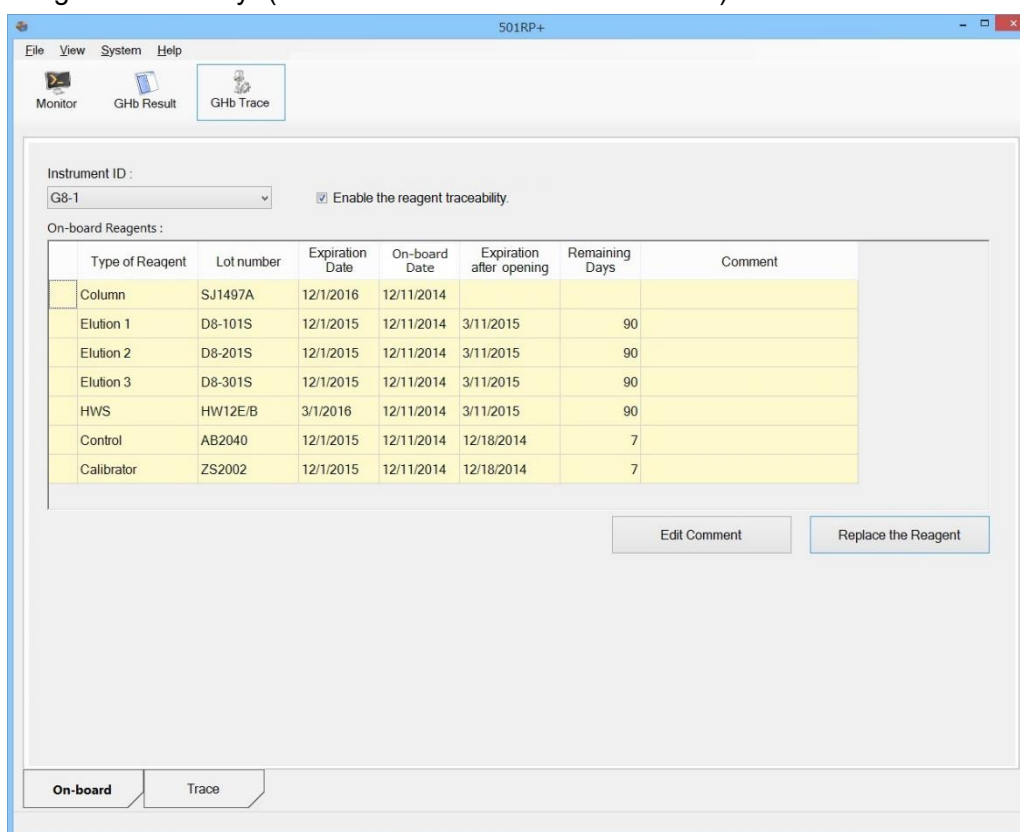 501RP+
File View System Help
Monitor GHb Result GHb Trace
Instrument ID :
G8-1 Enable the reagent traceability.
On-board Reagents :
Type of Reagent Lot number Expiration Date On-board Date Expiration after opening Remaining Days Comment
Column SJ1497A 12/1/2016 12/11/2014
Elution 1 D8-101S 12/1/2015 12/11/2014 3/11/2015 90
Elution 2 D8-201S 12/1/2015 12/11/2014 3/11/2015 90
Elution 3 D8-301S 12/1/2015 12/11/2014 3/11/2015 90
HWS HW12E/B 3/1/2016 12/11/2014 3/11/2015 90
Control AB2040 12/1/2015 12/11/2014 12/18/2014 7
Calibrator ZS2002 12/1/2015 12/11/2014 12/18/2014 7
Edit Comment Replace the Reagent
On-board Trace